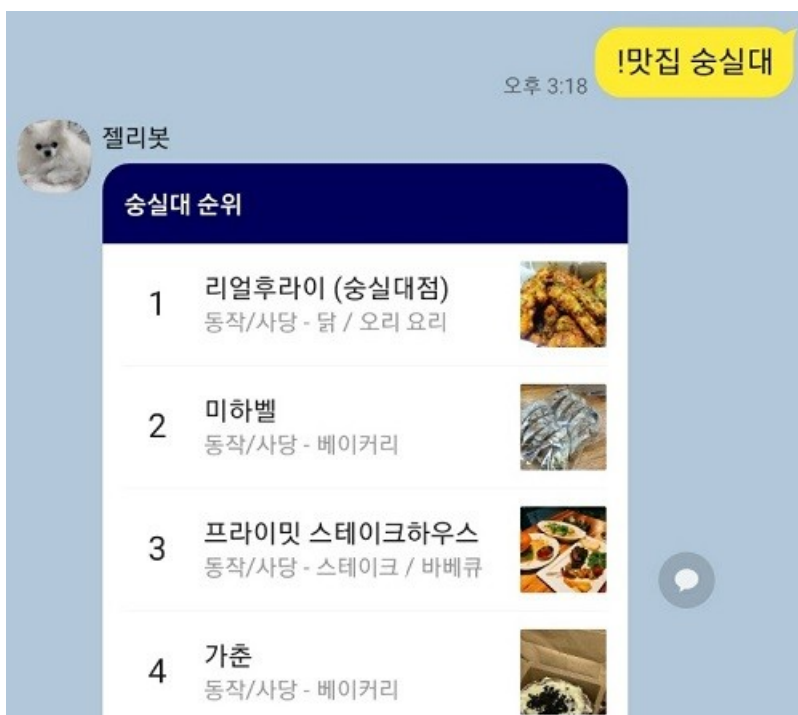 !맛집 숭실대
오후 3:18
젤리봇
숭실대 순위
1
리얼후라이 (숭실대점)
동작/사당 - 닭 / 오리 요리
2
미하벨
동작/사당 - 베이커리
3
프라이밋 스테이크하우스
동작/사당 - 스테이크 / 바베큐
4
가춘
동작/사당 - 베이커리